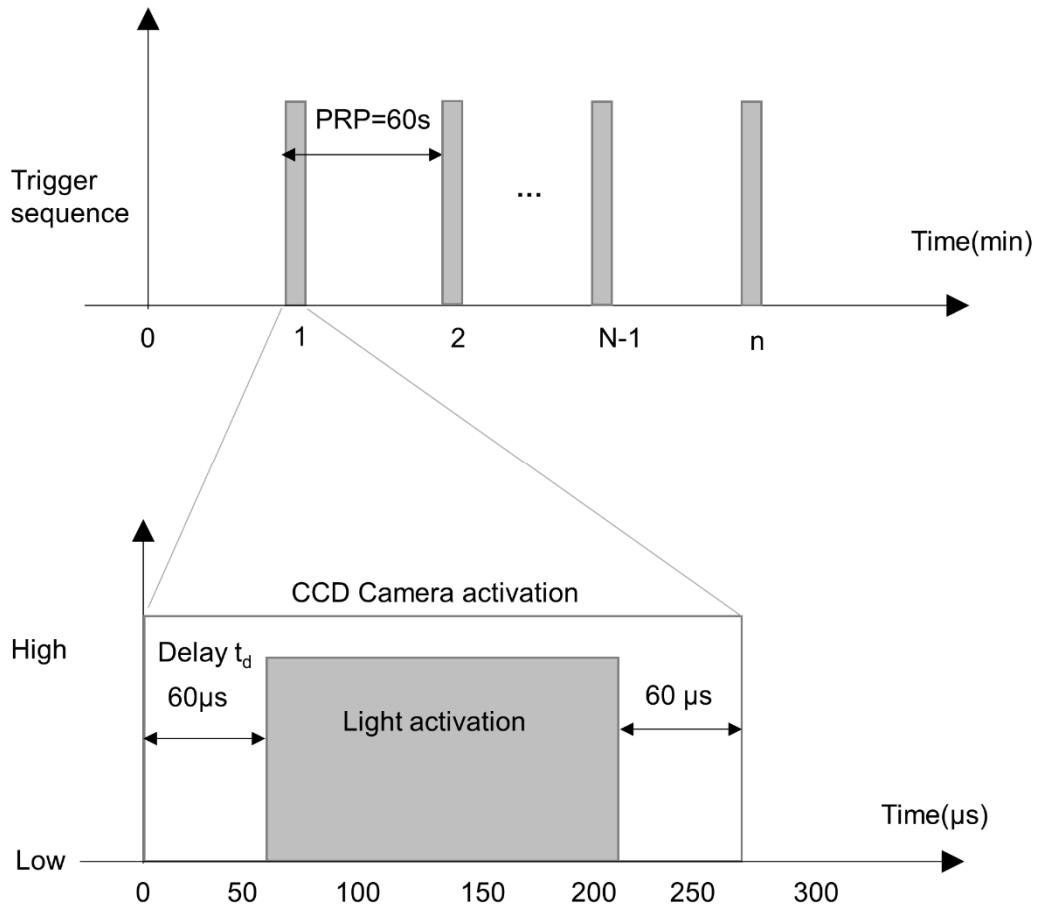 PRP=60s
Trigger
sequence
...
Time(min)
0
1
2
N-1
n
CCD Camera activation
High
Delay t_d
60µs
Light activation
60 µs
Time(µs)
Low
0 50 100 150 200 250 300